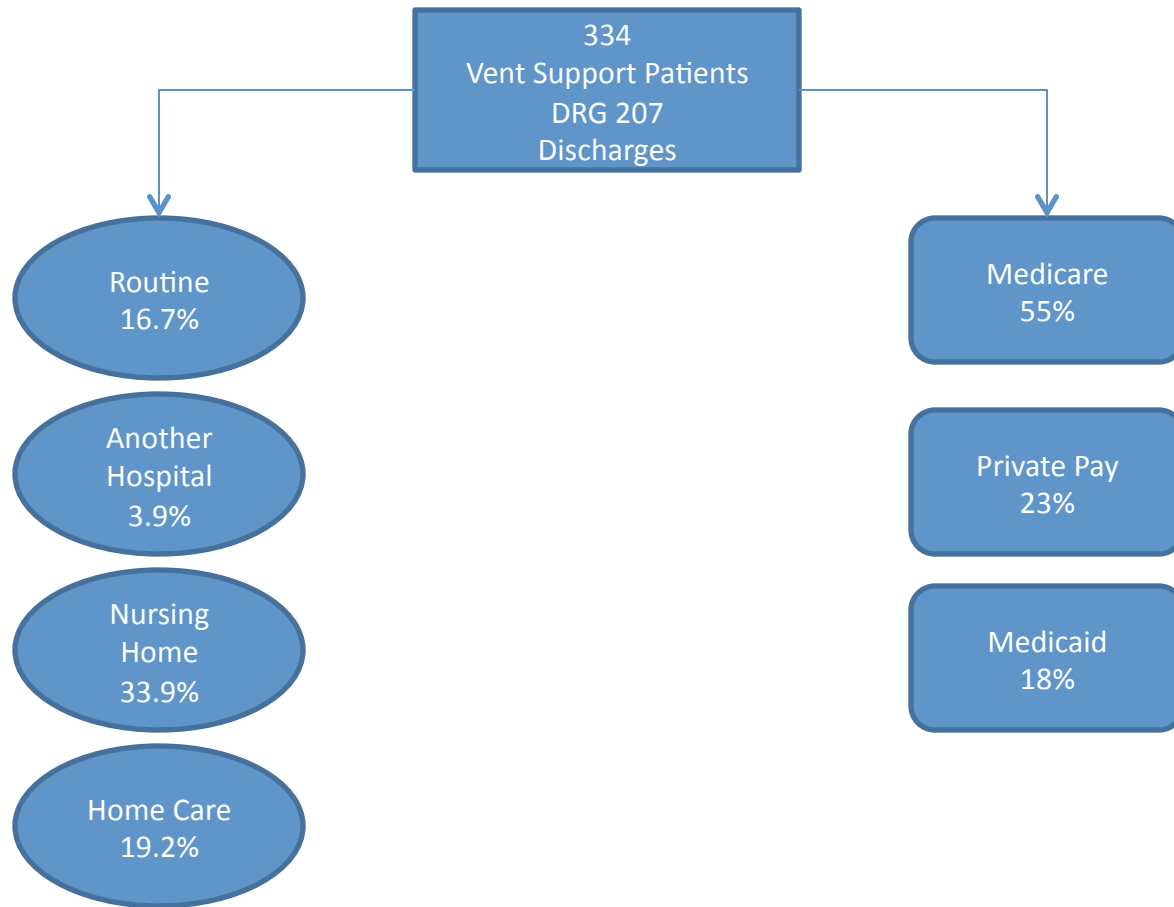 334
Vent Support Patients
DRG 207
Discharges
Routine
16.7%
Another
Hospital
3.9%
Nursing
Home
33.9%
Home Care
19.2%
Medicare
55%
Private Pay
23%
Medicaid
18%